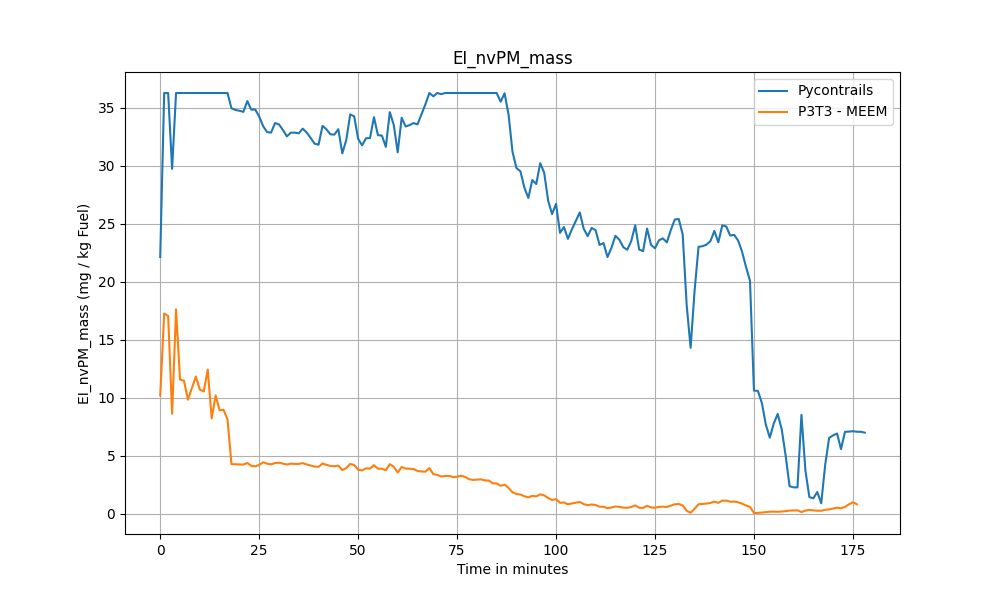 EI_nvPM_mass
Pycontrails
P3T3 - MEEM
EI_nvPM_mass (mg / kg Fuel)
35
30
25
20
15
10
5
0
0 25 50 75 100 125 150 175
Time in minutes